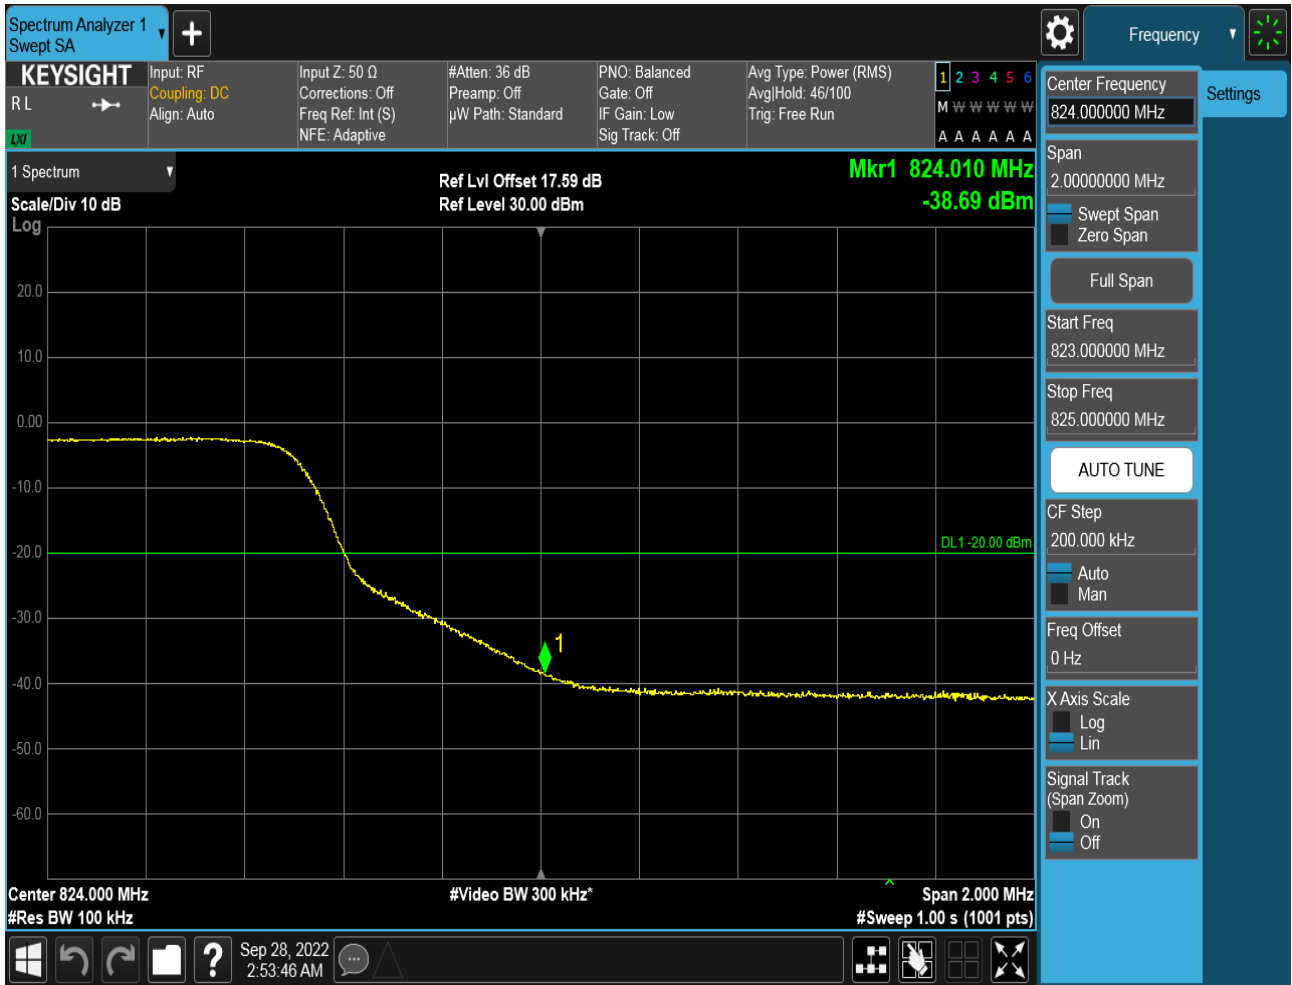 Spectrum Analyzer 1
Swept SA
Frequency
KEYSIGHT
R L
LXI
Input: RF
Coupling: DC
Align: Auto
Input Z: 50 Ω
Corrections: Off
Freq Ref: Int (S)
NFE: Adaptive
#Atten: 36 dB
Preamp: Off
µW Path: Standard
PNO: Balanced
Gate: Off
IF Gain: Low
Sig Track: Off
Avg Type: Power (RMS)
Avg|Hold: 46/100
Trig: Free Run
1 2 3 4 5 6
M W W W W W
A A A A A A
1 Spectrum
Scale/Div 10 dB
Log
Ref Lvl Offset 17.59 dB
Ref Level 30.00 dBm
Mkr1 824.010 MHz
-38.69 dBm
20.0
10.0
0.00
-10.0
-20.0
-30.0
-40.0
-50.0
-60.0
DL1 -20.00 dBm
1
Center 824.000 MHz
#Res BW 100 kHz
#Video BW 300 kHz*
Span 2.000 MHz
#Sweep 1.00 s (1001 pts)
Sep 28, 2022
2:53:46 AM
?
Center Frequency
824.000000 MHz
Settings
Span
2.00000000 MHz
Swept Span
Zero Span
Full Span
Start Freq
823.000000 MHz
Stop Freq
825.000000 MHz
AUTO TUNE
CF Step
200.000 kHz
Auto
Man
Freq Offset
0 Hz
X Axis Scale
Log
Lin
Signal Track
(Span Zoom)
On
Off